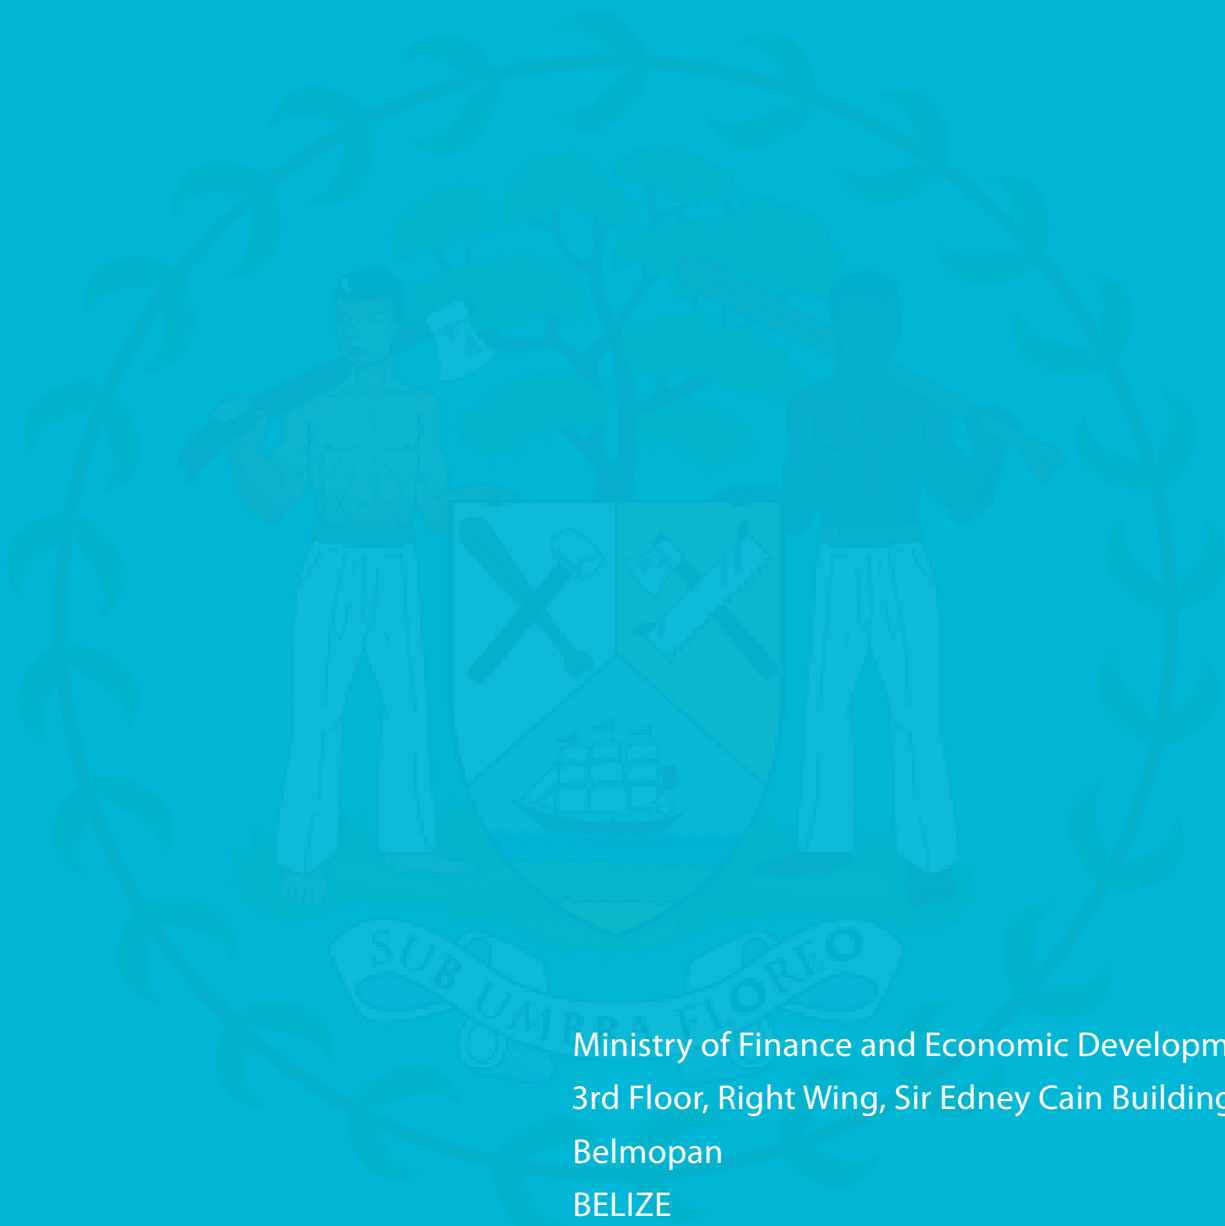 SUB UMBRA FLOREO
Ministry of Finance and Economic Developm
3rd Floor, Right Wing, Sir Edney Cain Building
Belmopan
BELIZE